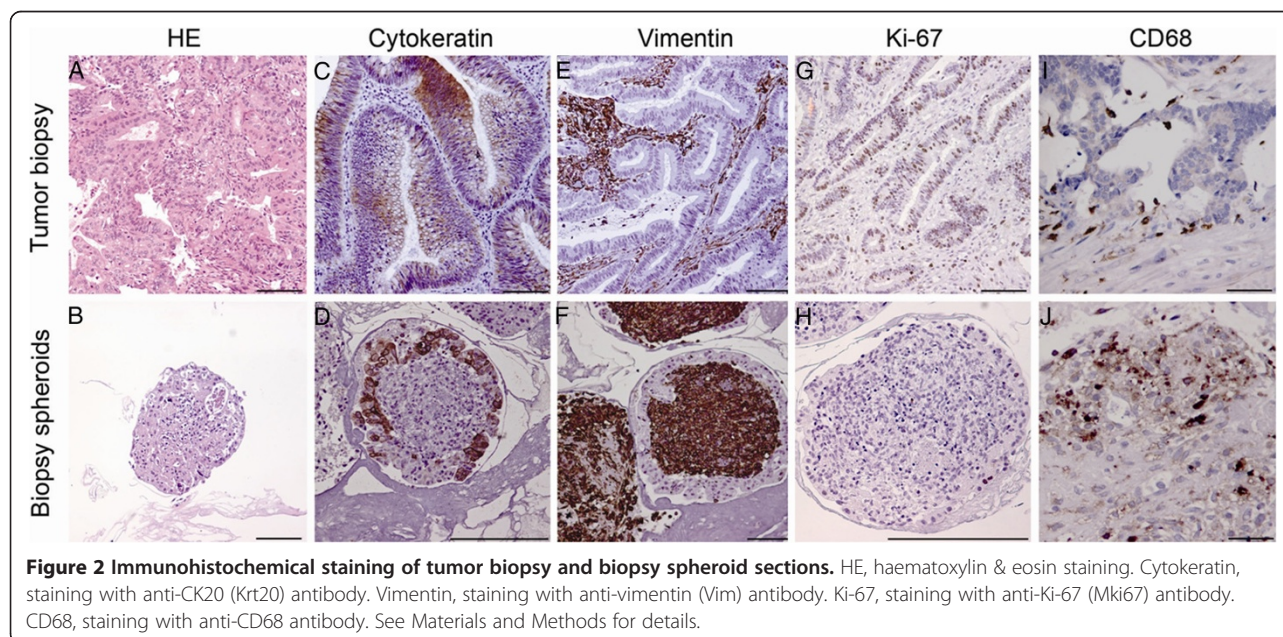 HE Cytokeratin Vimentin Ki-67 CD68
Tumor biopsy
A C E G I
Biopsy spheroids
B D F H J
Figure 2 Immunohistochemical staining of tumor biopsy and biopsy spheroid sections. HE, haematoxylin & eosin staining. Cytokeratin,
staining with anti-CK20 (Krt20) antibody. Vimentin, staining with anti-vimentin (Vim) antibody. Ki-67, staining with anti-Ki-67 (Mki67) antibody.
CD68, staining with anti-CD68 antibody. See Materials and Methods for details.